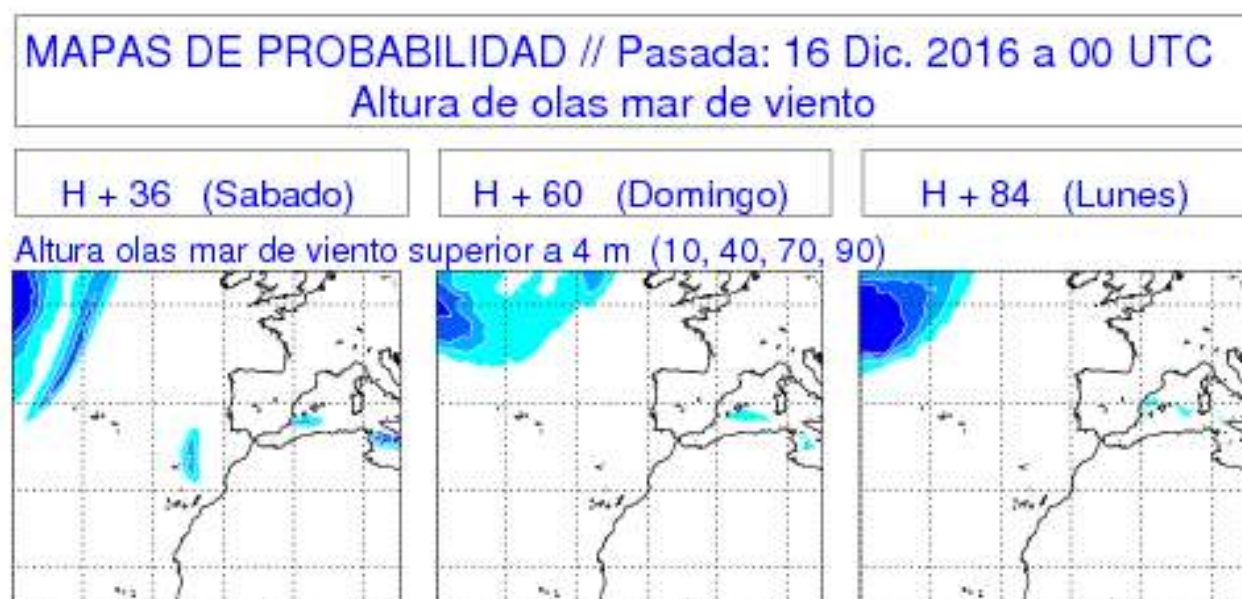 MAPAS DE PROBABILIDAD // Pasada: 16 Dic. 2016 a 00 UTC
Altura de olas mar de viento
H + 36 (Sabado)
H + 60 (Domingo)
H + 84 (Lunes)
Altura olas mar de viento superior a 4 m (10, 40, 70, 90)